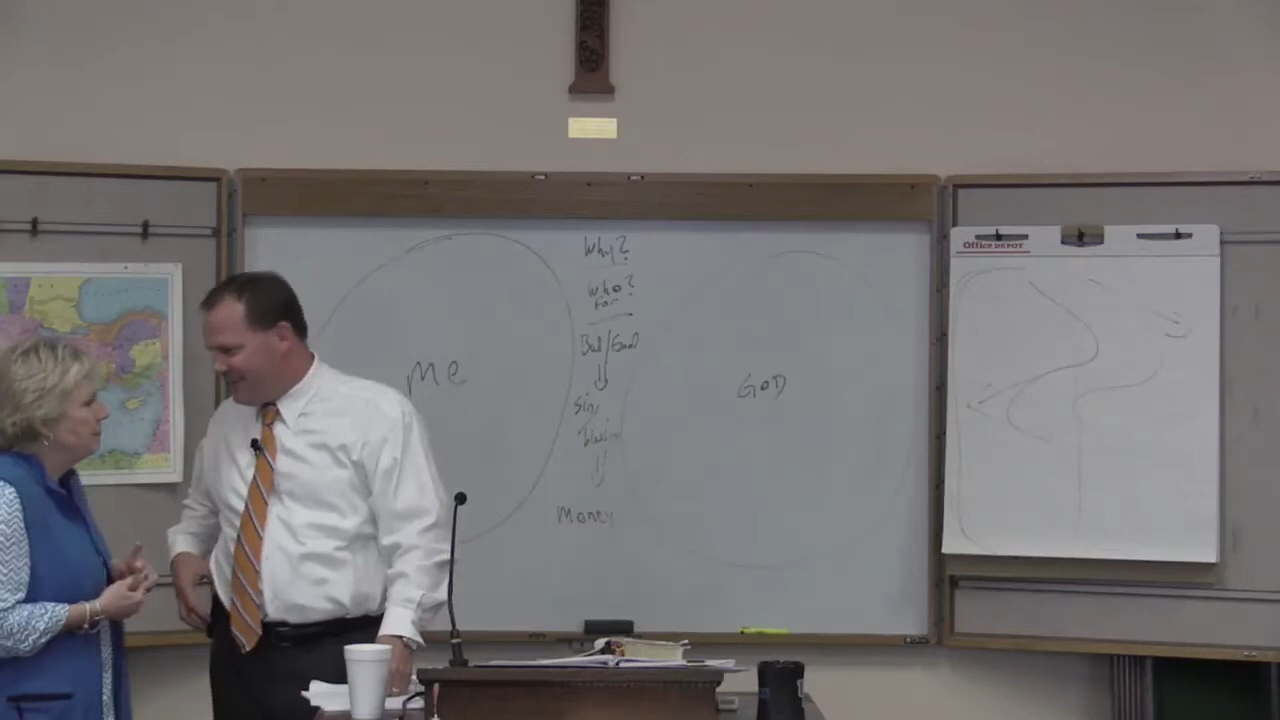 Why?
Who?
For
Bad/Good
sin
Me
GOD
Money
Office DEPOT